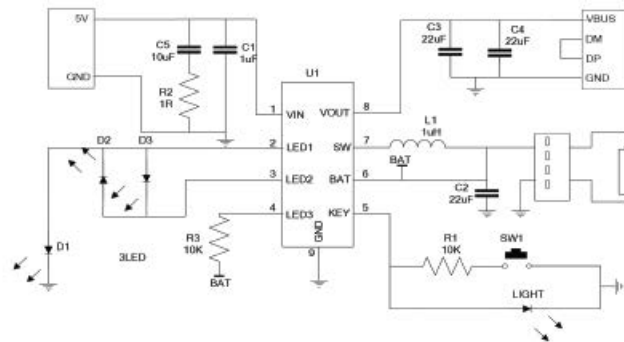 5V
GND
C5
10uF
C1
1uF
R2
1R
U1
1 VIN
2 LED1
3 LED2
4 LED3
GND
9
VOUT 8
SW 7
BAT 6
KEY 5
C3
22uF
C4
22uF
VBUS
DM
DP
GND
L1
1uH
BAT
C2
22uF
D2
D3
D1
3LED
R3
10K
BAT
R1
10K
SW1
LIGHT